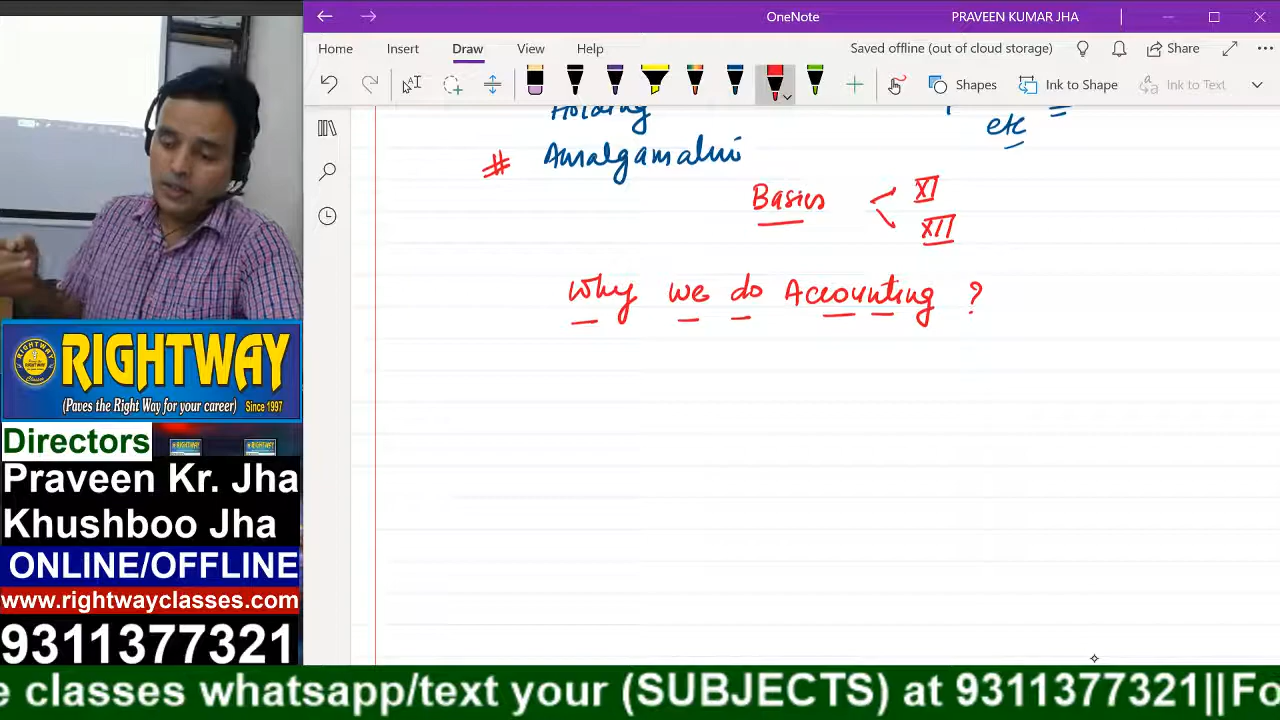 OneNote
PRAVEEN KUMAR JHA
Home Insert Draw View Help
Saved offline (out of cloud storage)
Share
Shapes
Ink to Shape
Ink to Text
Holding
etc
# Amalgamation
Basics < XI
XII
Why we do Accounting ?
RIGHTWAY
(Paves the Right Way for your career) Since 1997
Directors
Praveen Kr. Jha
Khushboo Jha
ONLINE/OFFLINE
www.rightwayclasses.com
9311377321
e classes whatsapp/text your (SUBJECTS) at 9311377321||Fo